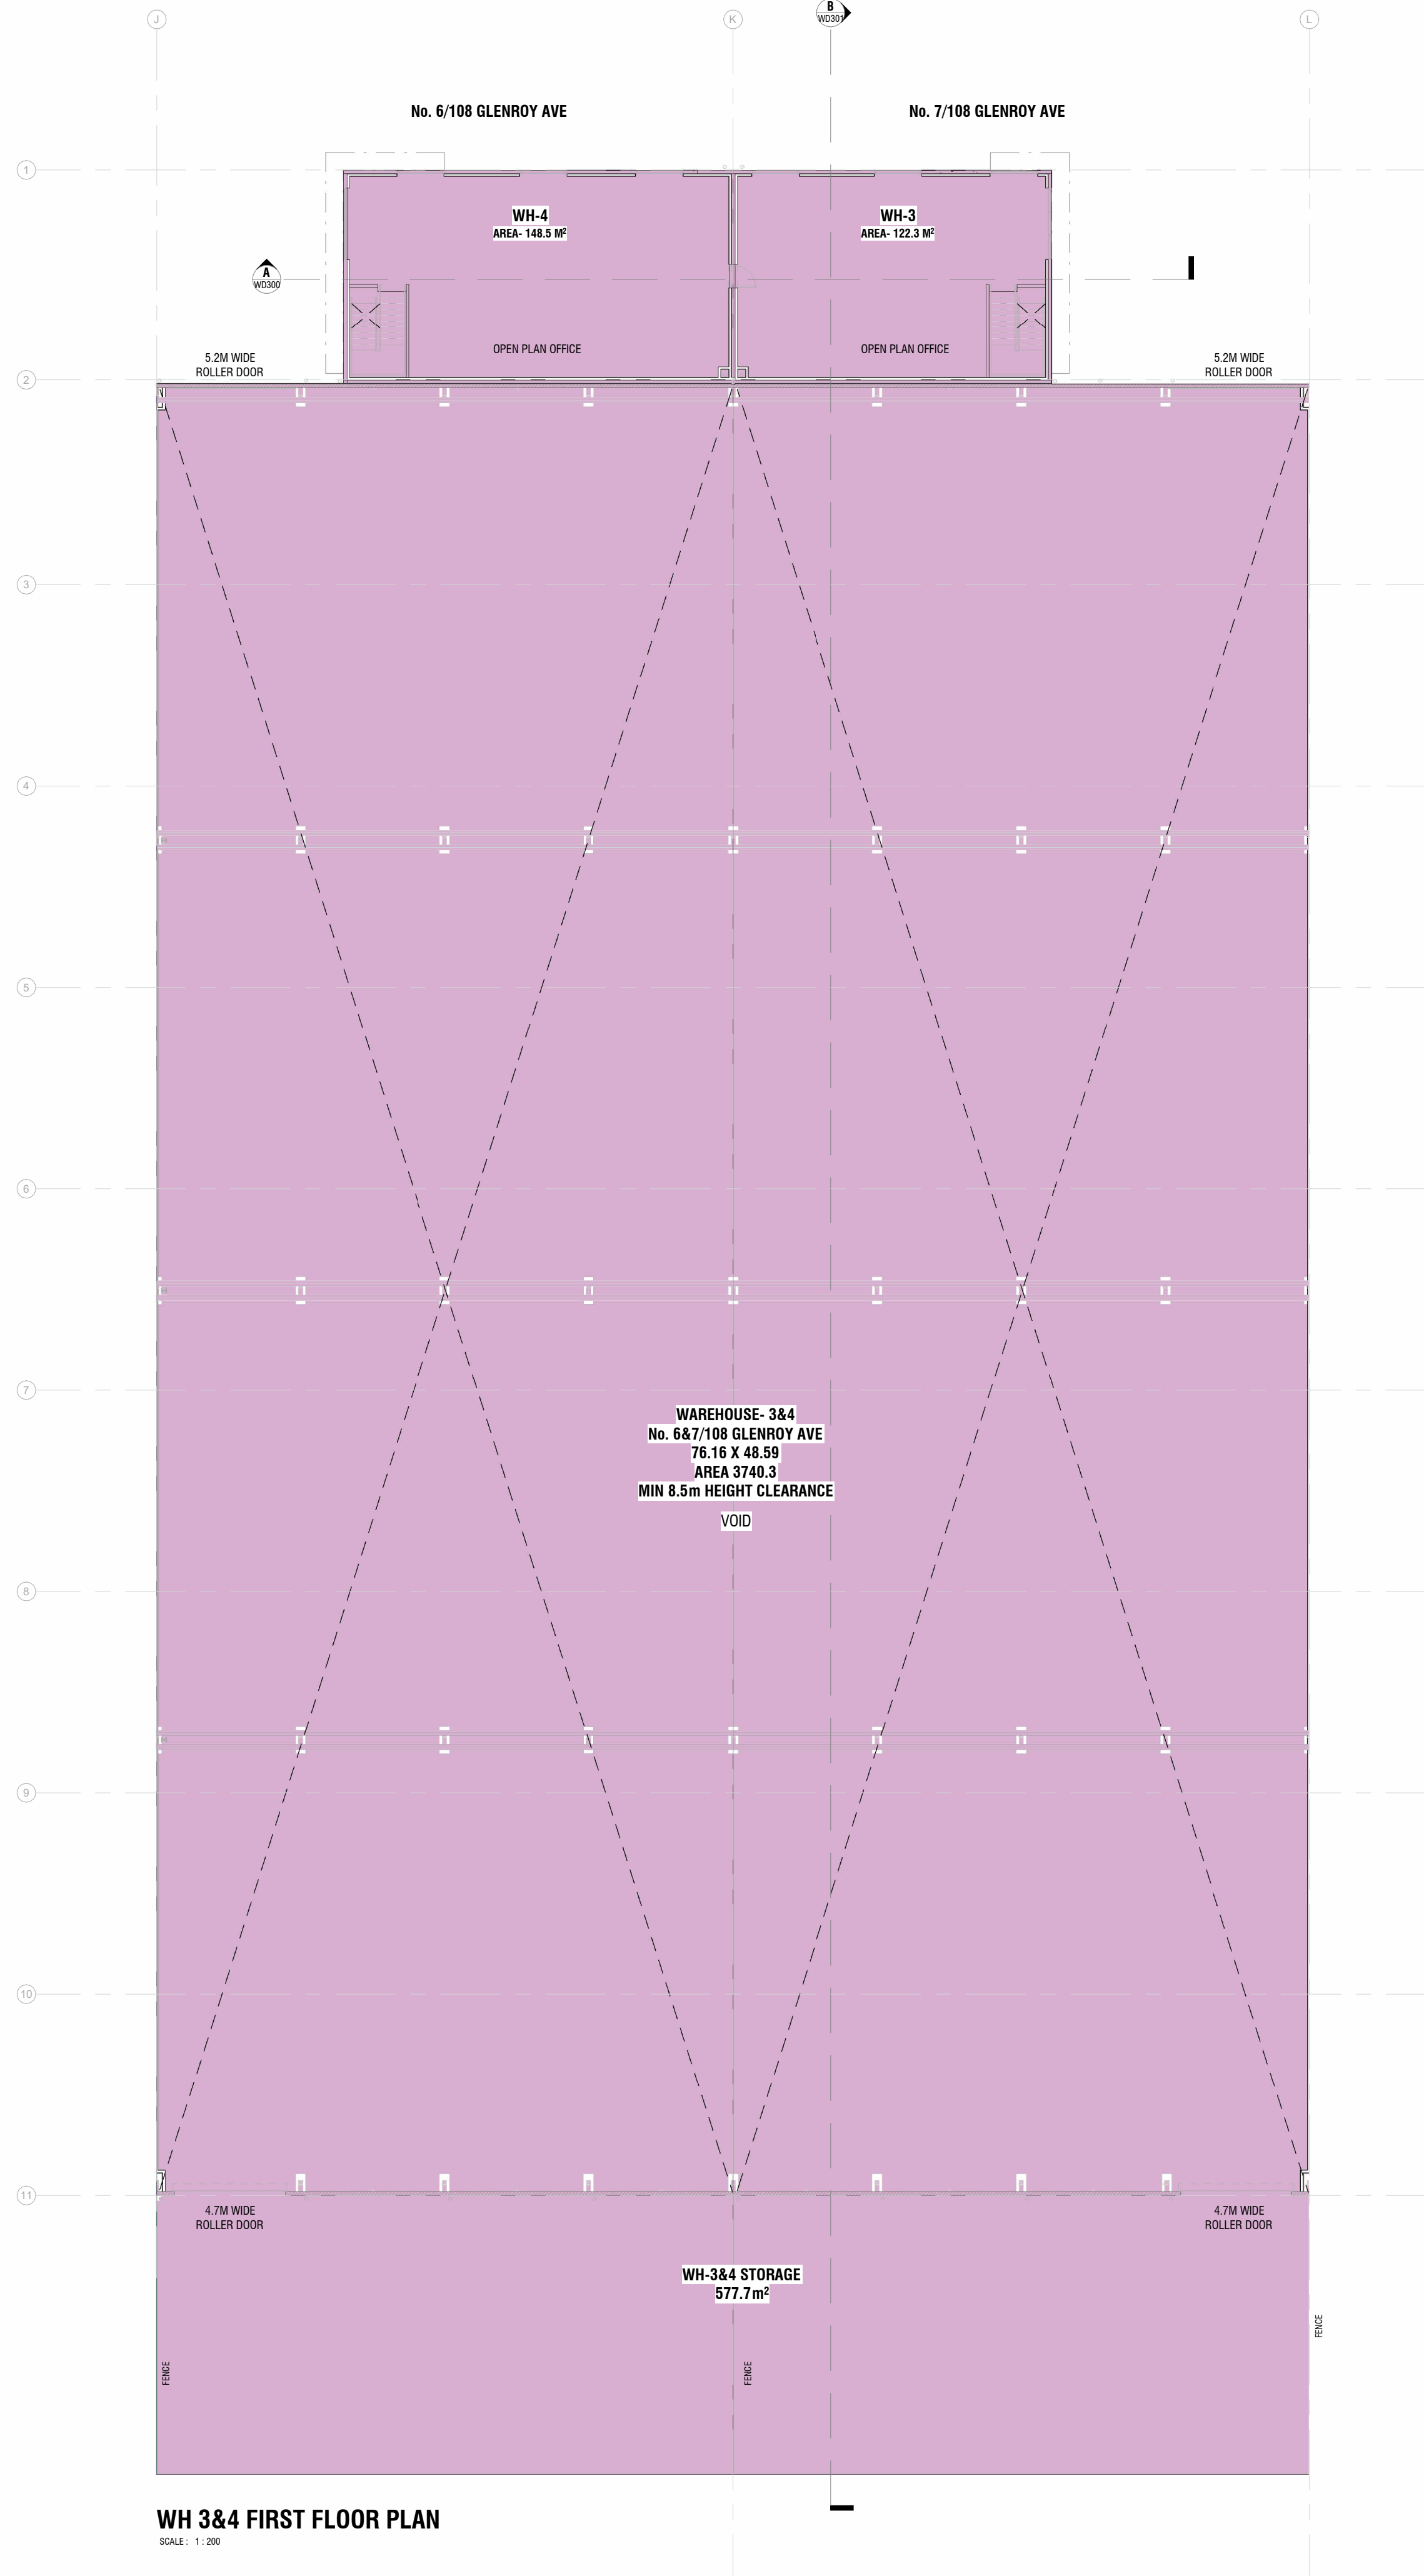 J
K
B
WD301
L
No. 6/108 GLENROY AVE
No. 7/108 GLENROY AVE
1
WH-4
AREA- 148.5 M²
WH-3
AREA- 122.3 M²
A
WD300
OPEN PLAN OFFICE
OPEN PLAN OFFICE
5.2M WIDE
ROLLER DOOR
5.2M WIDE
ROLLER DOOR
2
3
4
5
6
7
WAREHOUSE- 3&4
No. 6&7/108 GLENROY AVE
76.16 X 48.59
AREA 3740.3
MIN 8.5m HEIGHT CLEARANCE
VOID
8
9
10
11
4.7M WIDE
ROLLER DOOR
4.7M WIDE
ROLLER DOOR
WH-3&4 STORAGE
577.7m²
FENCE
FENCE
FENCE
WH 3&4 FIRST FLOOR PLAN
SCALE : 1 : 200